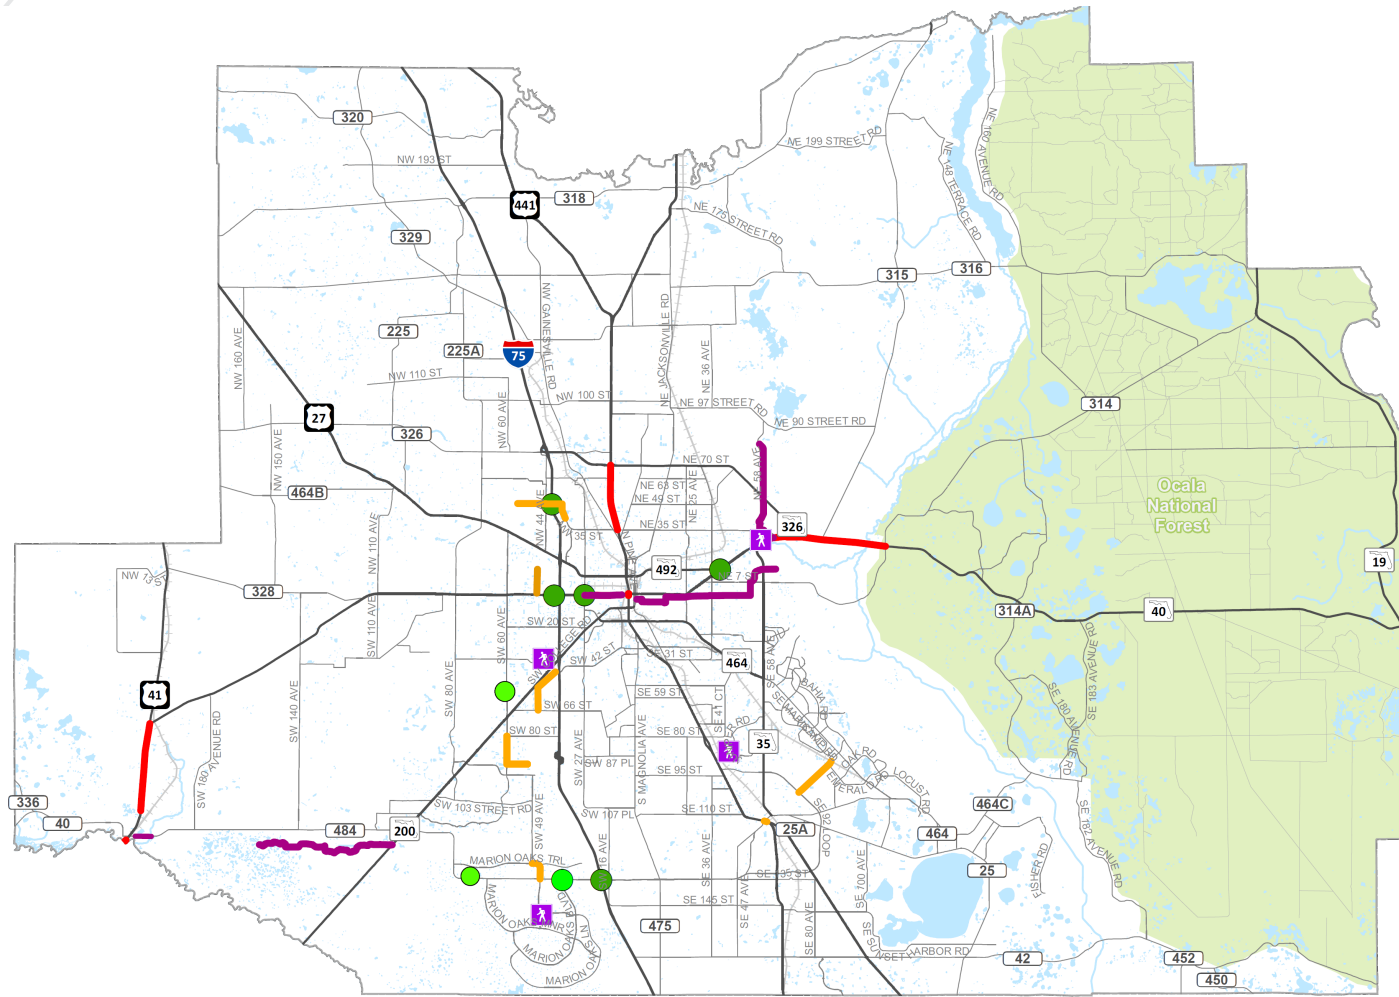 320
NE 199 STREET RD
NW 193 ST
NE 160 AVENUE RD
NE 148 TERRACE RD
441
318
NE 175 STREET RD
329
315
316
NW GAINESVILLE RD
NE JACKSONVILLE RD
225
225A
75
NW 160 AVE
NE 36 AVE
NW 110 ST
NW 100 ST
NE 97 STREET RD
NE 90 STREET RD
314
27
326
NW 60 AVE
NW 150 AVE
NE 70 ST
NE 58 AVE
464B
NE 63 ST
NE 49 ST
NE 25 AVE
NW 44 AVE
Ocala
National
Forest
NW 35 ST
NE 35 ST
326
NW 110 AVE
N PINE AVE
492
19
NW 73 ST
328
314A
40
SW 110 AVE
SW 20 ST
SW 60 AVE
SW 42 ST
SE 31 ST
464
SE 58 AVE
SE 183 AVENUE RD
41
SW 80 AVE
SW 140 AVE
SW 180 AVENUE RD
SW 66 ST
SE 59 ST
SE 41 CT
BAHIA RD
SE 180 AVENUE RD
SW 80 ST
SE 80 ST
35
SW 27 AVE
S MAGNOLIA AVE
SW 87 PL
SE 95 ST
OAK RD
EMERALD RD
LOCUST RD
336
40
484
200
SW 103 STREET RD
SW 49 AVE
SW 107 PL
SE 110 ST
25A
SE 92 LOOP
464C
464
SE 182 AVENUE RD
MARION OAKS TRL
SE 36 AVE
SE 47 AVE
SE 100 AVE
25
FISHER RD
SE 145 ST
475
SE 80 AVE
MARION OAKS
MARION OAKS
42
452
450